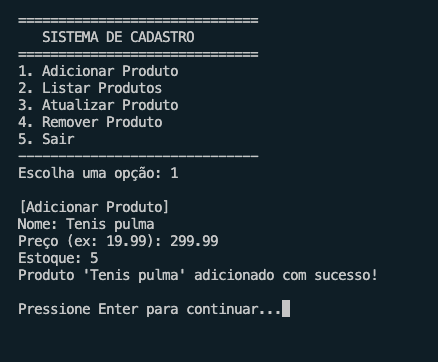 ==============================
SISTEMA DE CADASTRO
==============================
1. Adicionar Produto
2. Listar Produtos
3. Atualizar Produto
4. Remover Produto
5. Sair
------------------------------
Escolha uma opção: 1
[Adicionar Produto]
Nome: Tenis pulma
Preço (ex: 19.99): 299.99
Estoque: 5
Produto 'Tenis pulma' adicionado com sucesso!
Pressione Enter para continuar...